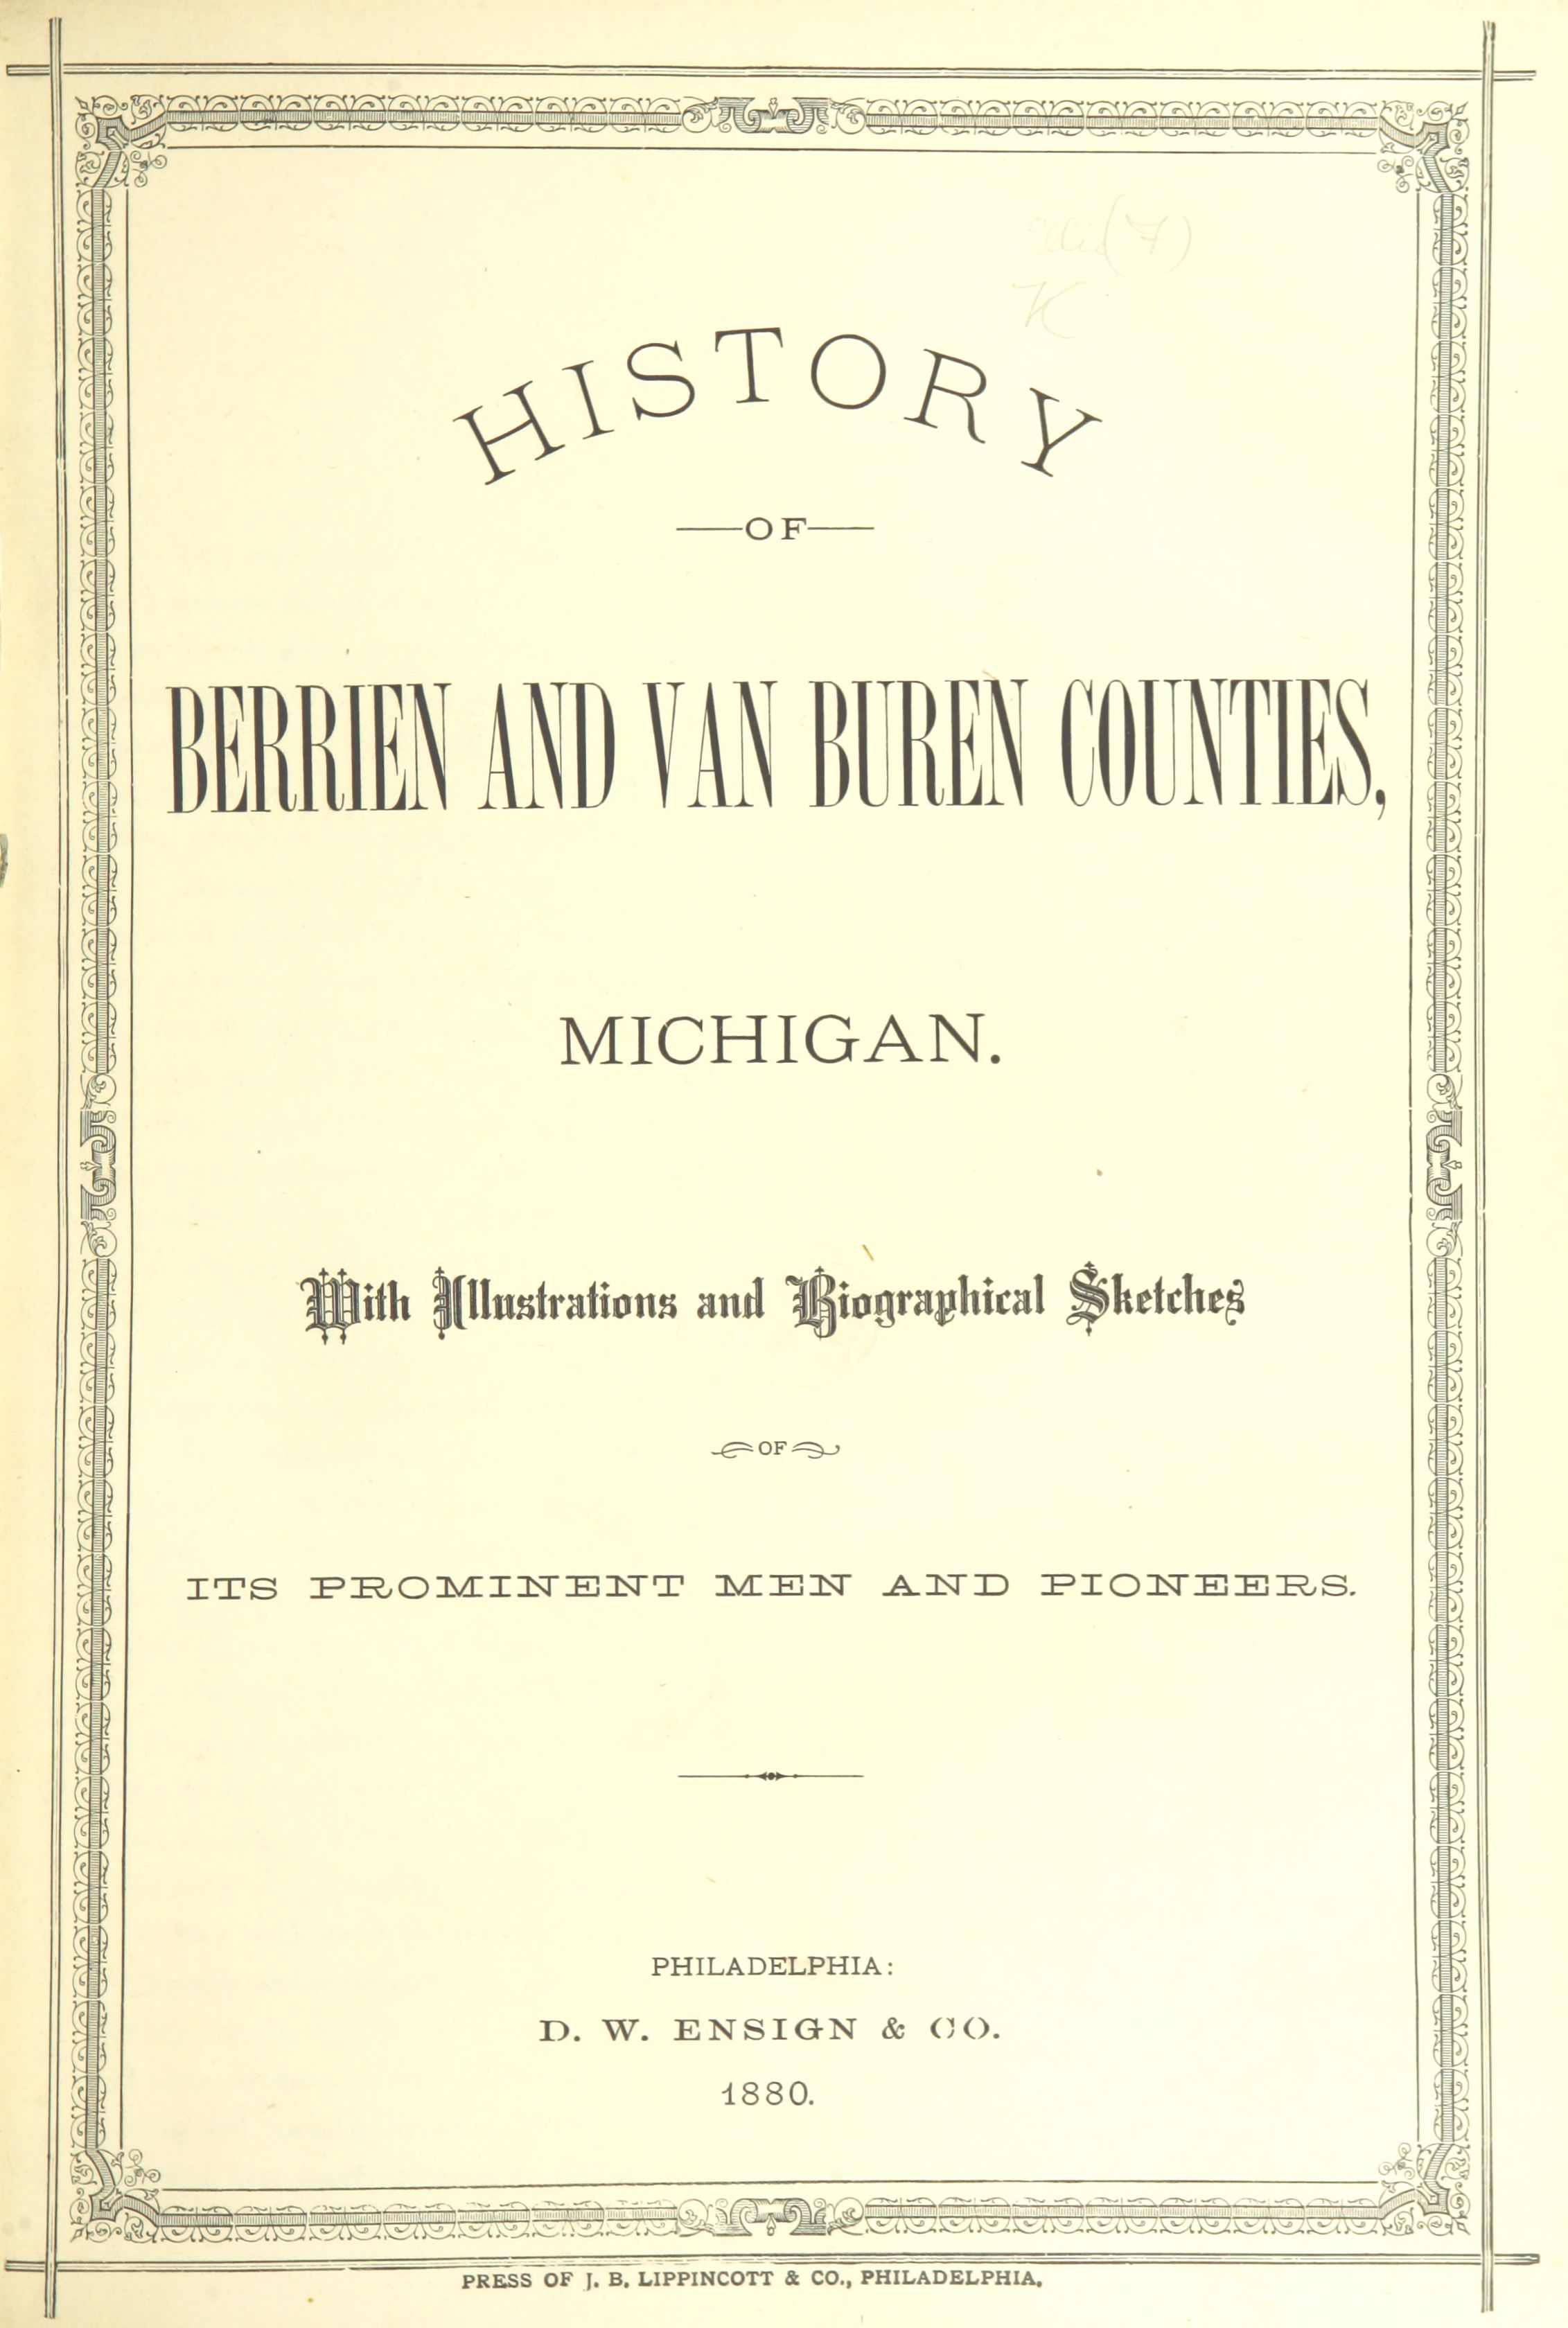 HISTORY
OF
BERRIEN AND VAN BUREN COUNTIES,
MICHIGAN.
With Illustrations and Biographical Sketches
OF
ITS PROMINENT MEN AND PIONEERS.
PHILADELPHIA:
D. W. ENSIGN & CO.
1880.
PRESS OF J. B. LIPPINCOTT & CO., PHILADELPHIA.